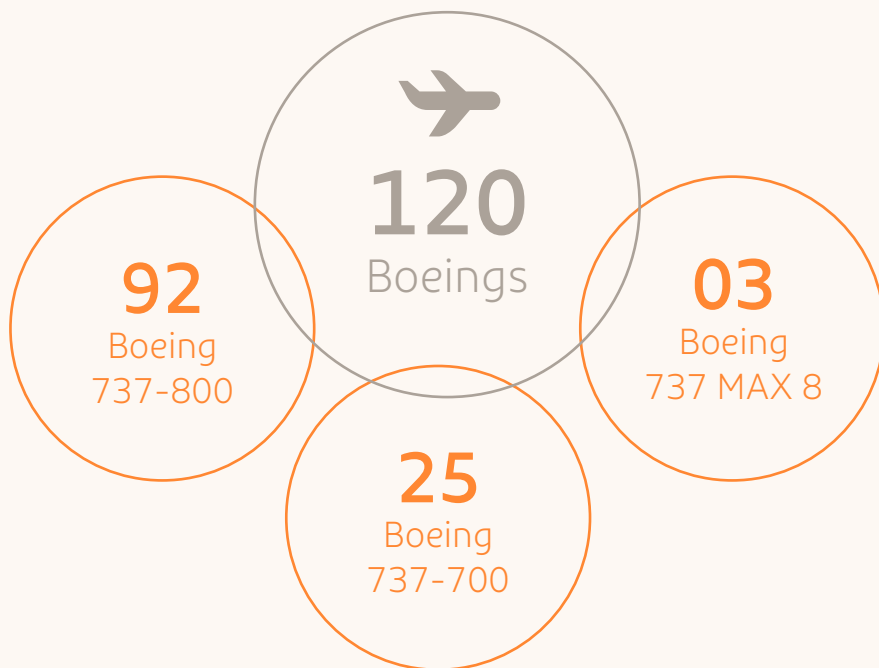 120
Boeings
92
Boeing
737-800
03
Boeing
737 MAX 8
25
Boeing
737-700